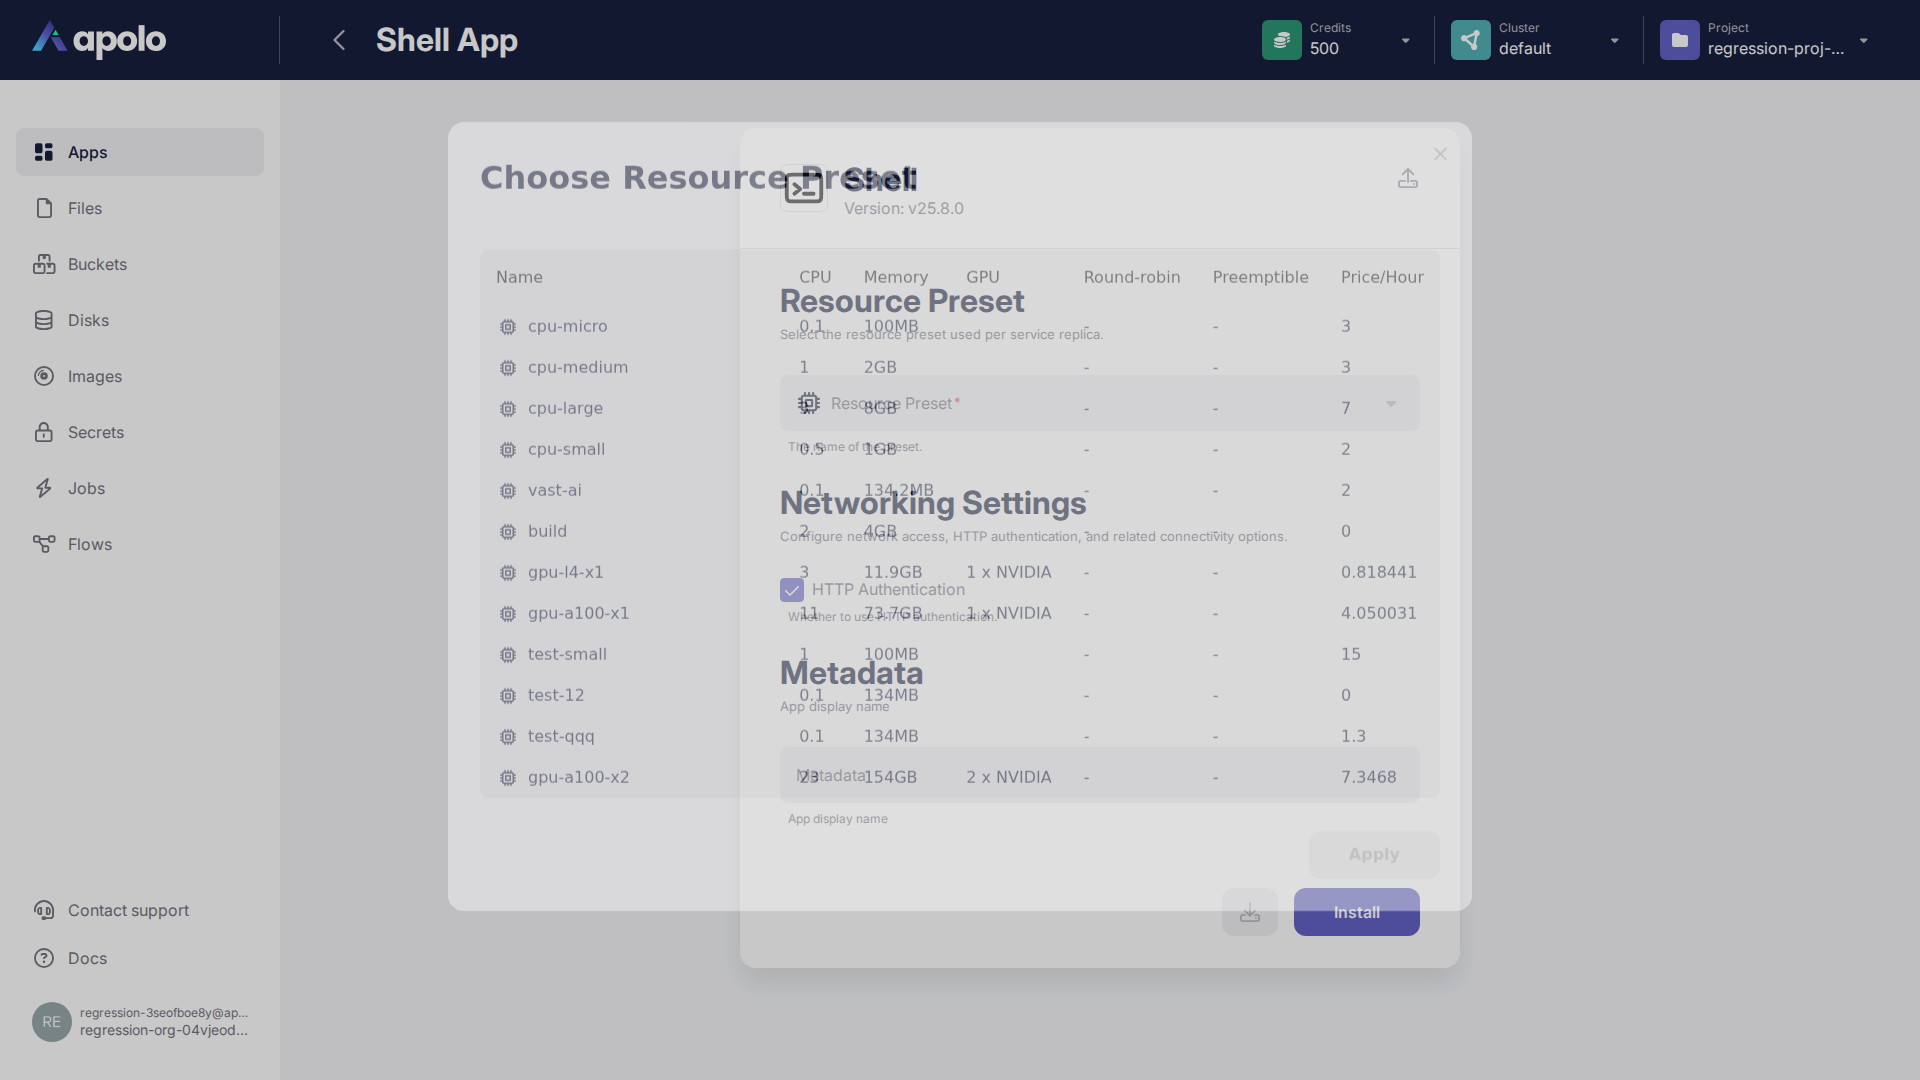 apolo
Shell App
Credits
500
Cluster
default
Project
regression-proj-...
Apps
Files
Buckets
Disks
Images
Secrets
Jobs
Flows
Contact support
Docs
RE
regression-3seofboe8y@ap...
regression-org-04vjeod...
Choose Resource Preset
Name CPU Memory GPU Round-robin Preemptible Price/Hour
cpu-micro 0.1 100MB - - 3
cpu-medium 1 2GB - - 3
cpu-large 8GB - - 7
cpu-small 0.5 1GB - - 2
vast-ai 0.1 134.2MB - - 2
build 2 4GB - - 0
gpu-l4-x1 3 11.9GB 1 x NVIDIA - - 0.818441
gpu-a100-x1 11 73.7GB 1 x NVIDIA - - 4.050031
test-small 1 100MB - - 15
test-12 0.1 134MB - - 0
test-qqq 0.1 134MB - - 1.3
gpu-a100-x2 23 154GB 2 x NVIDIA - - 7.3468
Apply
Shell
Version: v25.8.0
Resource Preset
Select the resource preset used per service replica.
Resource Preset*
The name of the preset.
Networking Settings
Configure network access, HTTP authentication, and related connectivity options.
HTTP Authentication
Whether to use HTTP authentication.
Metadata
App display name
Metadata
App display name
Install